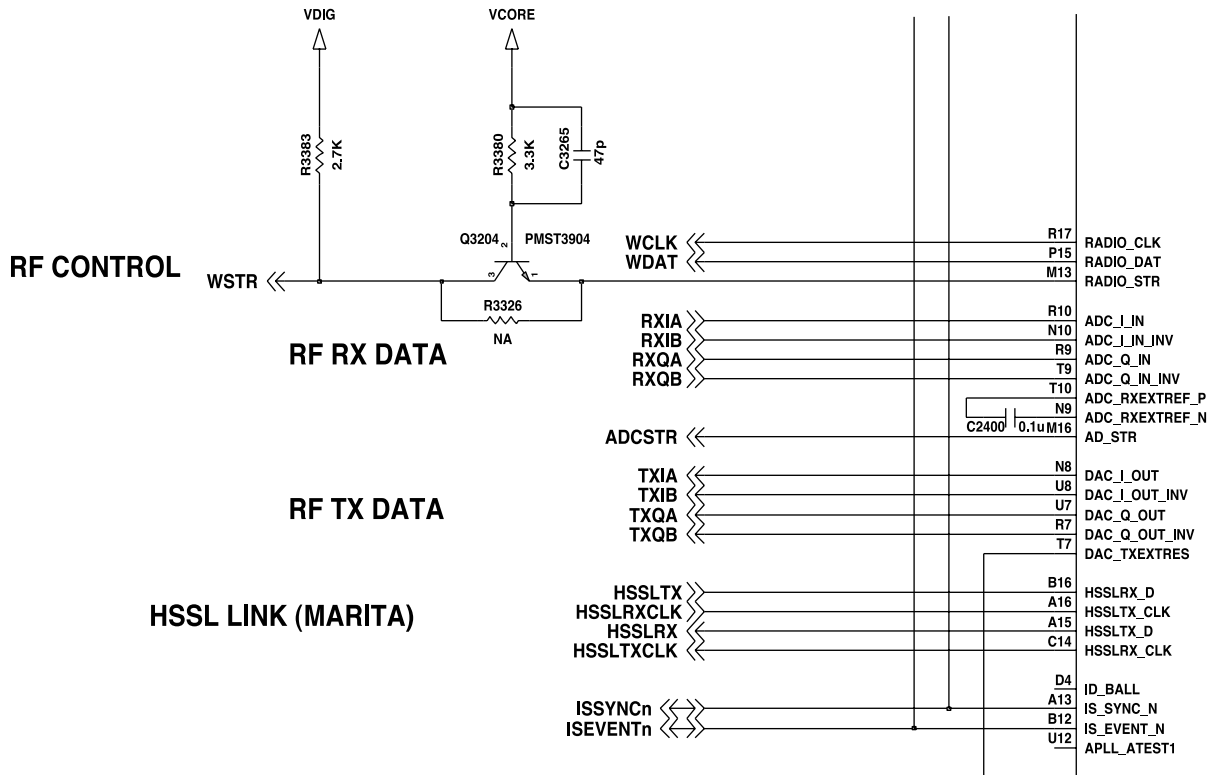 VDIG
VCORE
R3383
2.7K
R3380
3.3K
C3265
47p
Q3204
2
PMST3904
3
1
RF CONTROL
WSTR
R3326
NA
WCLK
R17
RADIO_CLK
WDAT
P15
RADIO_DAT
M13
RADIO_STR
RF RX DATA
RXIA
R10
ADC_I_IN
RXIB
N10
ADC_I_IN_INV
RXQA
R9
ADC_Q_IN
RXQB
T9
ADC_Q_IN_INV
T10
ADC_RXEXTREF_P
N9
ADC_RXEXTREF_N
C2400
0.1u
ADCSTR
M16
AD_STR
RF TX DATA
TXIA
N8
DAC_I_OUT
TXIB
U8
DAC_I_OUT_INV
TXQA
U7
DAC_Q_OUT
TXQB
R7
DAC_Q_OUT_INV
T7
DAC_TXEXTRES
HSSL LINK (MARITA)
HSSLTX
B16
HSSLRX_D
HSSLRXCLK
A16
HSSLTX_CLK
HSSLRX
A15
HSSLTX_D
HSSLTXCLK
C14
HSSLRX_CLK
D4
ID_BALL
ISSYNCn
A13
IS_SYNC_N
ISEVENTn
B12
IS_EVENT_N
U12
APLL_ATEST1